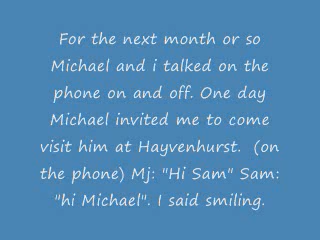 For the next month or so
Michael and i talked on the
phone on and off. One day
Michael invited me to come
visit him at Hayvenhurst.  (on
the phone) Mj: "Hi Sam" Sam:
"hi Michael". I said smiling.